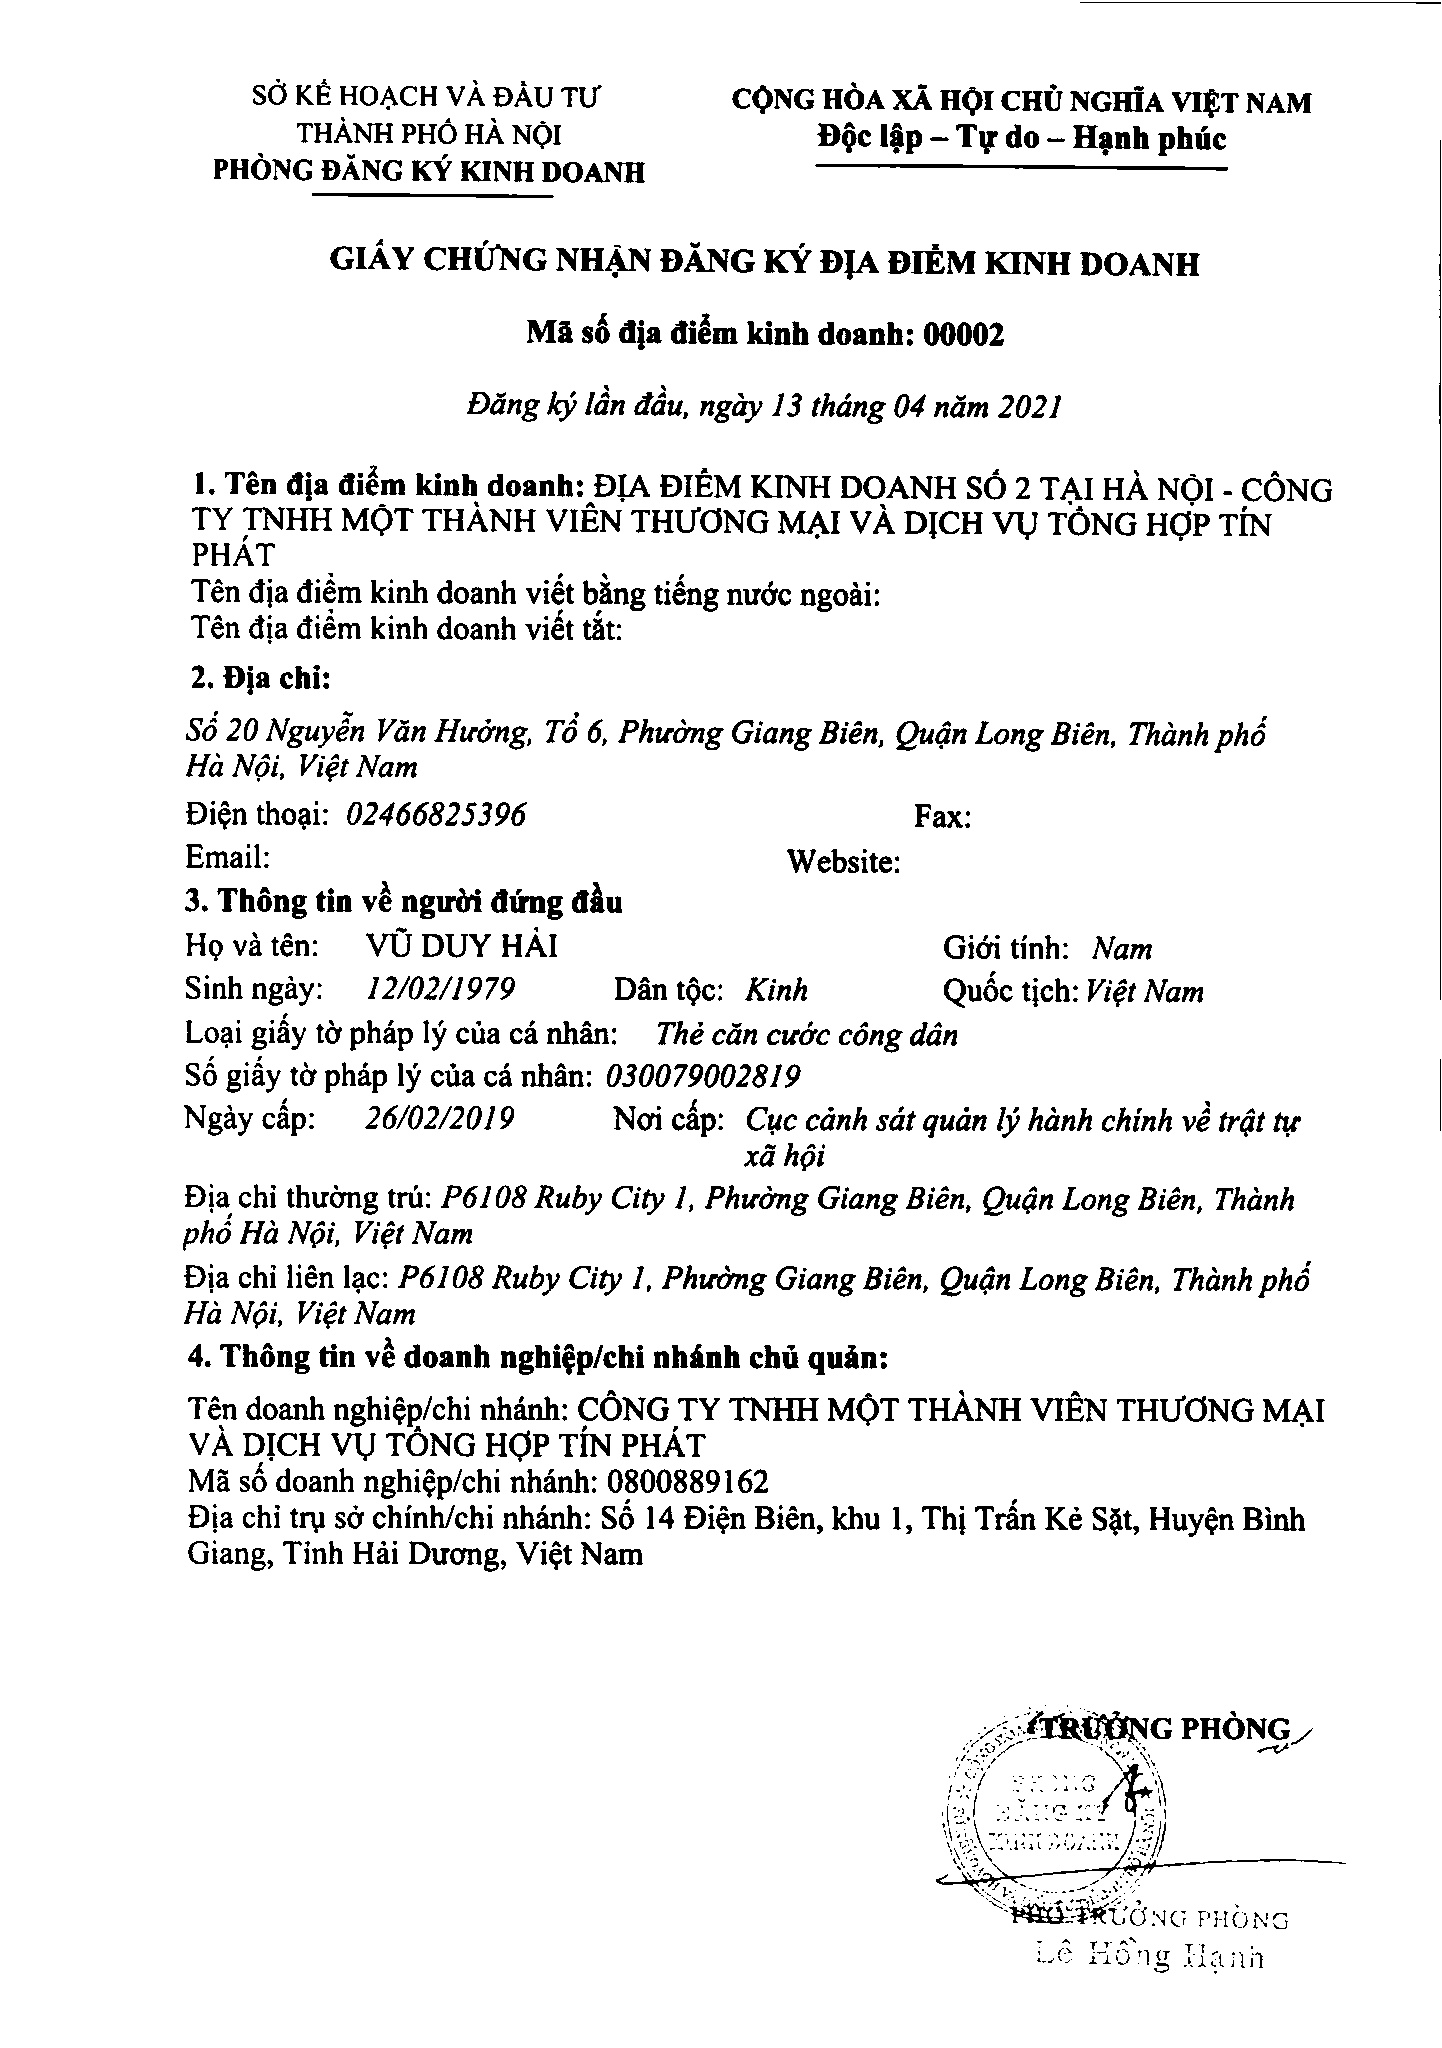 SỞ KẾ HOẠCH VÀ ĐẦU TƯ
THÀNH PHỐ HÀ NỘI
PHÒNG ĐĂNG KÝ KINH DOANH
CỘNG HÒA XÃ HỘI CHỦ NGHĨA VIỆT NAM
Độc lập – Tự do – Hạnh phúc
GIẤY CHỨNG NHẬN ĐĂNG KÝ ĐỊA ĐIỂM KINH DOANH
Mã số địa điểm kinh doanh: 00002
Đăng ký lần đầu, ngày 13 tháng 04 năm 2021
1. Tên địa điểm kinh doanh: ĐỊA ĐIỂM KINH DOANH SỐ 2 TẠI HÀ NỘI - CÔNG
TY TNHH MỘT THÀNH VIÊN THƯƠNG MẠI VÀ DỊCH VỤ TỔNG HỢP TÍN
PHÁT
Tên địa điểm kinh doanh viết bằng tiếng nước ngoài:
Tên địa điểm kinh doanh viết tắt:
2. Địa chỉ:
Số 20 Nguyễn Văn Hưởng, Tổ 6, Phường Giang Biên, Quận Long Biên, Thành phố
Hà Nội, Việt Nam
Điện thoại: 02466825396 Fax:
Email: Website:
3. Thông tin về người đứng đầu
Họ và tên: VŨ DUY HẢI Giới tính: Nam
Sinh ngày: 12/02/1979 Dân tộc: Kinh Quốc tịch: Việt Nam
Loại giấy tờ pháp lý của cá nhân: Thẻ căn cước công dân
Số giấy tờ pháp lý của cá nhân: 030079002819
Ngày cấp: 26/02/2019 Nơi cấp: Cục cảnh sát quản lý hành chính về trật tự
xã hội
Địa chỉ thường trú: P6108 Ruby City 1, Phường Giang Biên, Quận Long Biên, Thành
phố Hà Nội, Việt Nam
Địa chỉ liên lạc: P6108 Ruby City 1, Phường Giang Biên, Quận Long Biên, Thành phố
Hà Nội, Việt Nam
4. Thông tin về doanh nghiệp/chi nhánh chủ quản:
Tên doanh nghiệp/chi nhánh: CÔNG TY TNHH MỘT THÀNH VIÊN THƯƠNG MẠI
VÀ DỊCH VỤ TỔNG HỢP TÍN PHÁT
Mã số doanh nghiệp/chi nhánh: 0800889162
Địa chỉ trụ sở chính/chi nhánh: Số 14 Điện Biên, khu 1, Thị Trấn Kẻ Sặt, Huyện Bình
Giang, Tỉnh Hải Dương, Việt Nam
TRƯỞNG PHÒNG
PHÒNG
ĐĂNG KÝ
KINH DOANH
PHÓ TRƯỞNG PHÒNG
Lê Hồng Hạnh